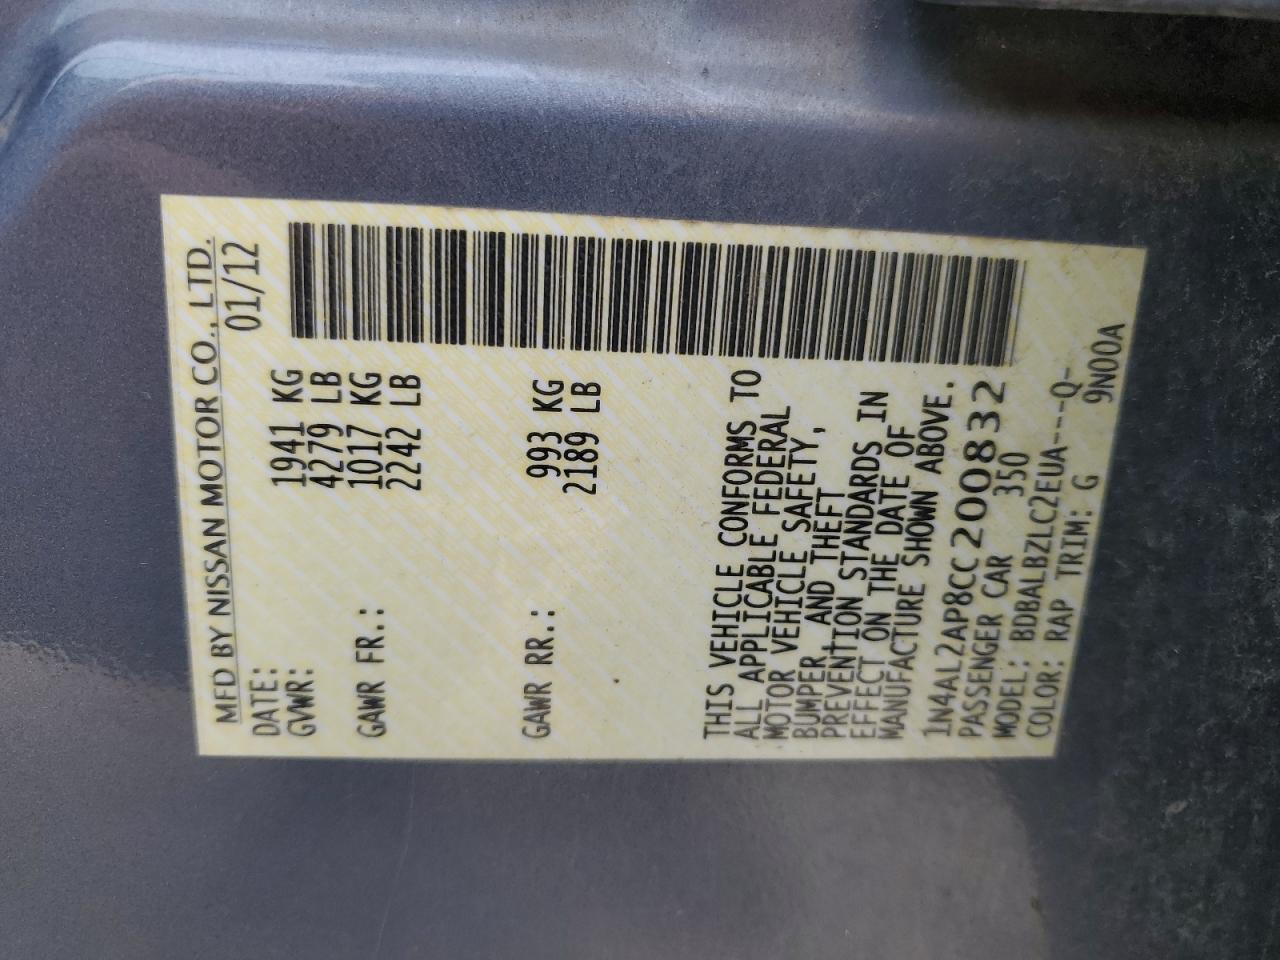 MFD BY NISSAN MOTOR CO., LTD.
DATE: 01/12
GVWR: 1941 KG
4279 LB
GAWR FR.: 1017 KG
2242 LB
GAWR RR.: 993 KG
2189 LB
THIS VEHICLE CONFORMS TO
ALL APPLICABLE FEDERAL
MOTOR VEHICLE SAFETY,
BUMPER, AND THEFT
PREVENTION STANDARDS IN
EFFECT ON THE DATE OF
MANUFACTURE SHOWN ABOVE.
1N4AL2AP8CC200832
PASSENGER CAR 350
MODEL: BDBALBZLC2EUA---Q-
COLOR: RAP TRIM: G 9N00A